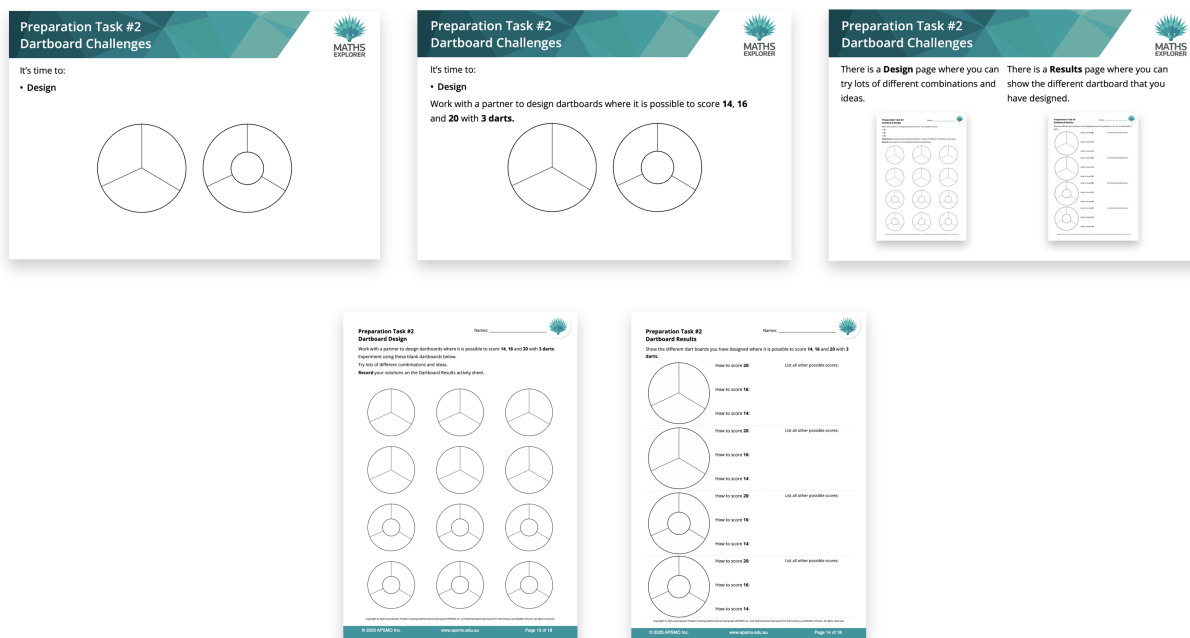 Preparation Task #2
Dartboard Challenges
MATHS
EXPLORER
It's time to:
• Design
Preparation Task #2
Dartboard Challenges
MATHS
EXPLORER
It's time to:
• Design
Work with a partner to design dartboards where it is possible to score 14, 16
and 20 with 3 darts.
Preparation Task #2
Dartboard Challenges
MATHS
EXPLORER
There is a Design page where you can
try lots of different combinations and
ideas.
There is a Results page where you can
show the different dartboard that you
have designed.
Preparation Task #2
Dartboard Design
Names:
Work with a partner to design dartboards where it is possible to score 14, 16 and 20 with 3 darts.
Experiment using these blank dartboards below.
Try lots of different combinations and ideas.
Record your solutions on the Dartboard Results activity sheet.
© 2025 APSMO Inc.
www.apsmo.edu.au
Preparation Task #2
Dartboard Results
Names:
Show the different dart boards you have designed where it is possible to score 14, 16 and 20 with 3
darts.
How to score 20:
List all other possible scores:
How to score 16:
How to score 14:
How to score 20:
List all other possible scores:
How to score 16:
How to score 14:
How to score 20:
List all other possible scores:
How to score 16:
How to score 14:
How to score 20:
List all other possible scores:
How to score 16:
How to score 14:
© 2025 APSMO Inc.
www.apsmo.edu.au